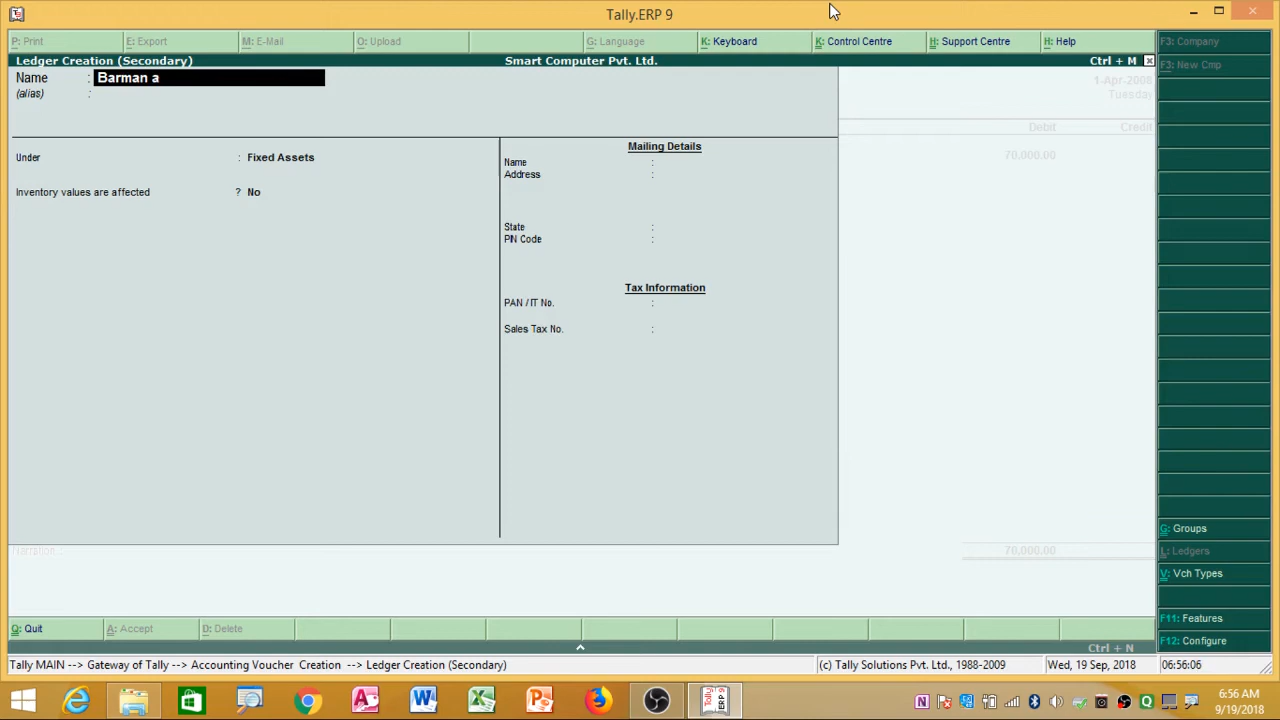 Tally.ERP 9
P: Print E: Export M: E-Mail O: Upload G: Language K: Keyboard K: Control Centre H: Support Centre H: Help F3: Company
Ledger Creation (Secondary) Smart Computer Pvt. Ltd. Ctrl + M F3: New Cmp
Name : Barman a
(alias) :
1-Apr-2008
Tuesday
Debit Credit
Mailing Details
Under : Fixed Assets Name : 70,000.00
Address :
Inventory values are affected ? No
State :
PIN Code :
Tax Information
PAN / IT No. :
Sales Tax No. :
G: Groups
Narration: 70,000.00 L: Ledgers
V: Vch Types
F11: Features
Q: Quit A: Accept D: Delete
F12: Configure
Ctrl + N
Tally MAIN --> Gateway of Tally --> Accounting Voucher Creation --> Ledger Creation (Secondary) (c) Tally Solutions Pvt. Ltd., 1988-2009 Wed, 19 Sep, 2018 06:56:06
6:56 AM
9/19/2018